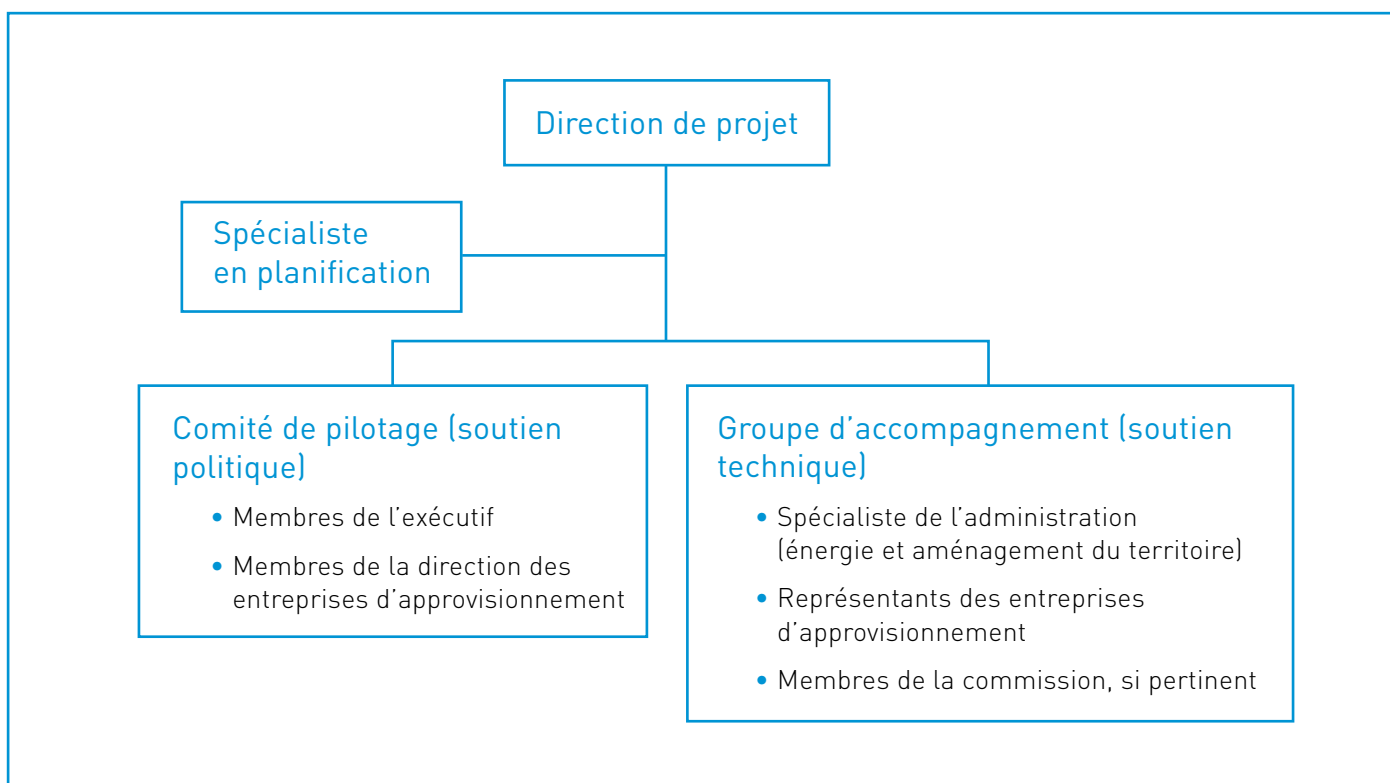 Direction de projet
Spécialiste
en planification
Comité de pilotage (soutien
politique)
• Membres de l’exécutif
• Membres de la direction des
entreprises d’approvisionnement
Groupe d’accompagnement (soutien
technique)
• Spécialiste de l’administration
(énergie et aménagement du territoire)
• Représentants des entreprises
d’approvisionnement
• Membres de la commission, si pertinent